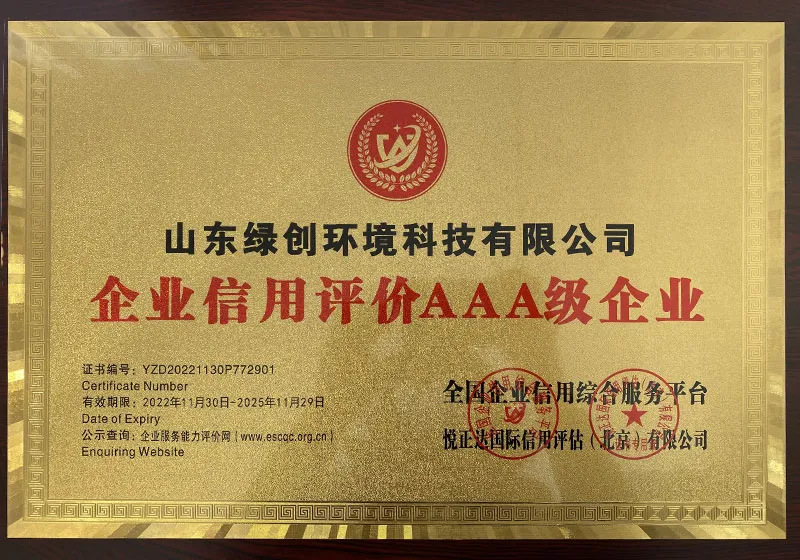 山东绿创环境科技有限公司
企业信用评价AAA级企业
证书编号：YZD20221130P772901
Certificate Number
有效期限：2022年11月30日-2025年11月29日
Date of Expiry
公示查询：企业服务能力评价网（www.escqc.org.cn）
Enquiring Website
全国企业信用综合服务平台
悦正达国际信用评估（北京）有限公司